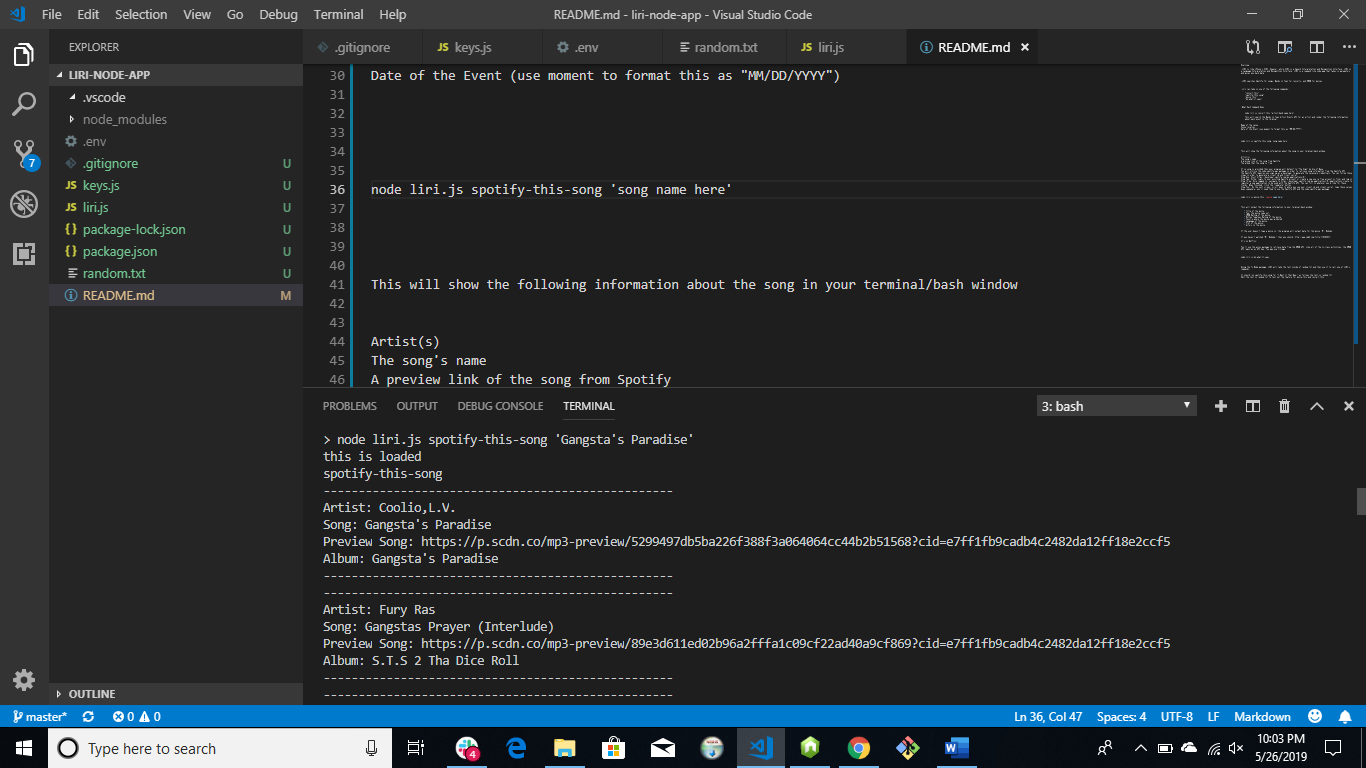 File Edit Selection View Go Debug Terminal Help
README.md - liri-node-app - Visual Studio Code
EXPLORER
LIRI-NODE-APP
.vscode
node_modules
.env
.gitignore U
JS keys.js U
JS liri.js U
{} package-lock.json U
{} package.json U
random.txt U
README.md M
OUTLINE
7
.gitignore
JS keys.js
.env
random.txt
JS liri.js
README.md
30 Date of the Event (use moment to format this as "MM/DD/YYYY")
31
32
33
34
35
36 node liri.js spotify-this-song 'song name here'
37
38
39
40
41 This will show the following information about the song in your terminal/bash window
42
43
44 Artist(s)
45 The song's name
46 A preview link of the song from Spotify
PROBLEMS OUTPUT DEBUG CONSOLE TERMINAL
3: bash
> node liri.js spotify-this-song 'Gangsta's Paradise'
this is loaded
spotify-this-song
--------------------------------------------------
Artist: Coolio,L.V.
Song: Gangsta's Paradise
Preview Song: https://p.scdn.co/mp3-preview/5299497db5ba226f388f3a064064cc44b2b51568?cid=e7ff1fb9cadb4c2482da12ff18e2ccf5
Album: Gangsta's Paradise
--------------------------------------------------
--------------------------------------------------
Artist: Fury Ras
Song: Gangstas Prayer (Interlude)
Preview Song: https://p.scdn.co/mp3-preview/89e3d611ed02b96a2fffa1c09cf22ad40a9cf869?cid=e7ff1fb9cadb4c2482da12ff18e2ccf5
Album: S.T.S 2 Tha Dice Roll
--------------------------------------------------
--------------------------------------------------
master* 0 0
Ln 36, Col 47 Spaces: 4 UTF-8 LF Markdown
Type here to search
4
10:03 PM
5/26/2019